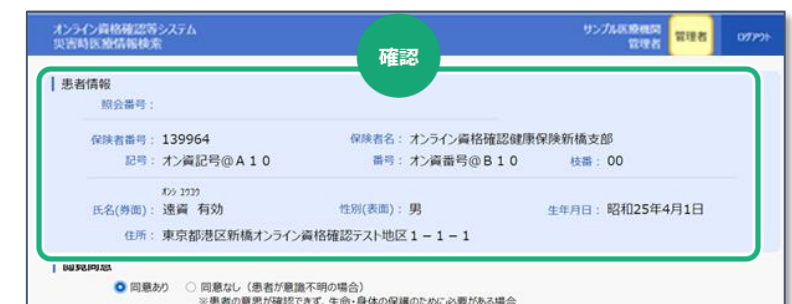 オンライン資格確認等システム
災害時医療情報検索
サンプル医療機関
管理者
管理者
ログアウト
確認
患者情報
照会番号：
保険者番号： 139964 保険者名： オンライン資格確認健康保険新橋支部
記号： オン資記号＠Ａ１０ 番号： オン資番号＠Ｂ１０ 枝番： 00
氏名(券面)： 遠資 有効 性別(表面)： 男 生年月日： 昭和25年4月1日
住所： 東京都港区新橋オンライン資格確認テスト地区１－１－１
閲覧同意
同意あり 同意なし（患者が意識不明の場合）
※患者の意思が確認できず、生命・身体の保護のために必要がある場合